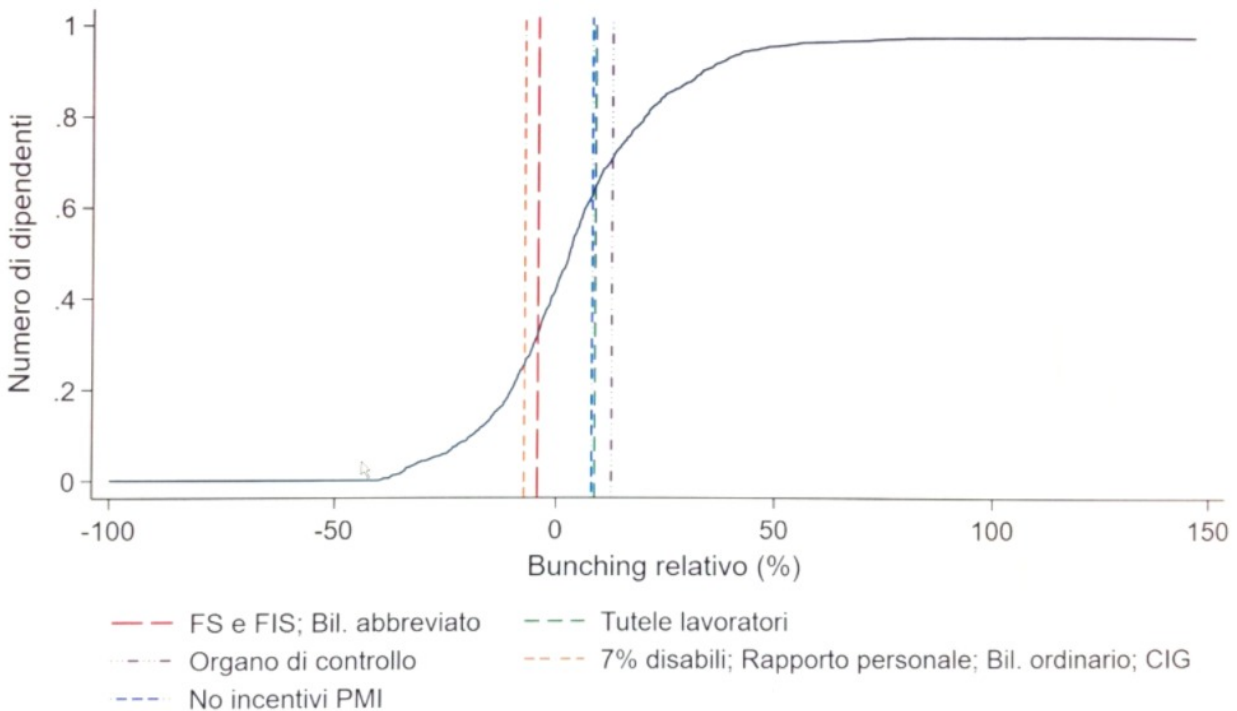 1
.8
.6
.4
.2
0
Numero di dipendenti
-100
-50
0
50
100
150
Bunching relativo (%)
FS e FIS; Bil. abbreviato
Tutele lavoratori
Organo di controllo
7% disabili; Rapporto personale; Bil. ordinario; CIG
No incentivi PMI